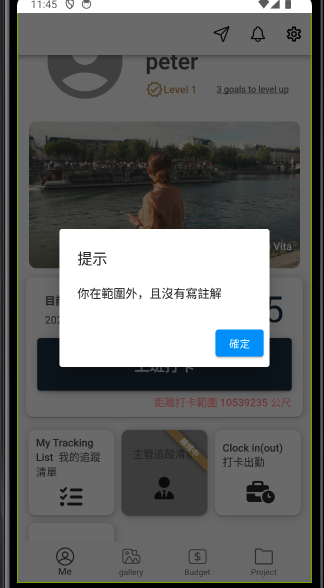 11:45
peter
Level 1
3 goals to level up
Vita
提示
你在範圍外，且沒有寫註解
確定
目前
202
5
上班打卡
距離打卡範圍 10539235 公尺
My Tracking
List 我的追蹤
清單
主管追蹤清單
Clock in(out)
打卡出勤
Me
gallery
Budget
Project